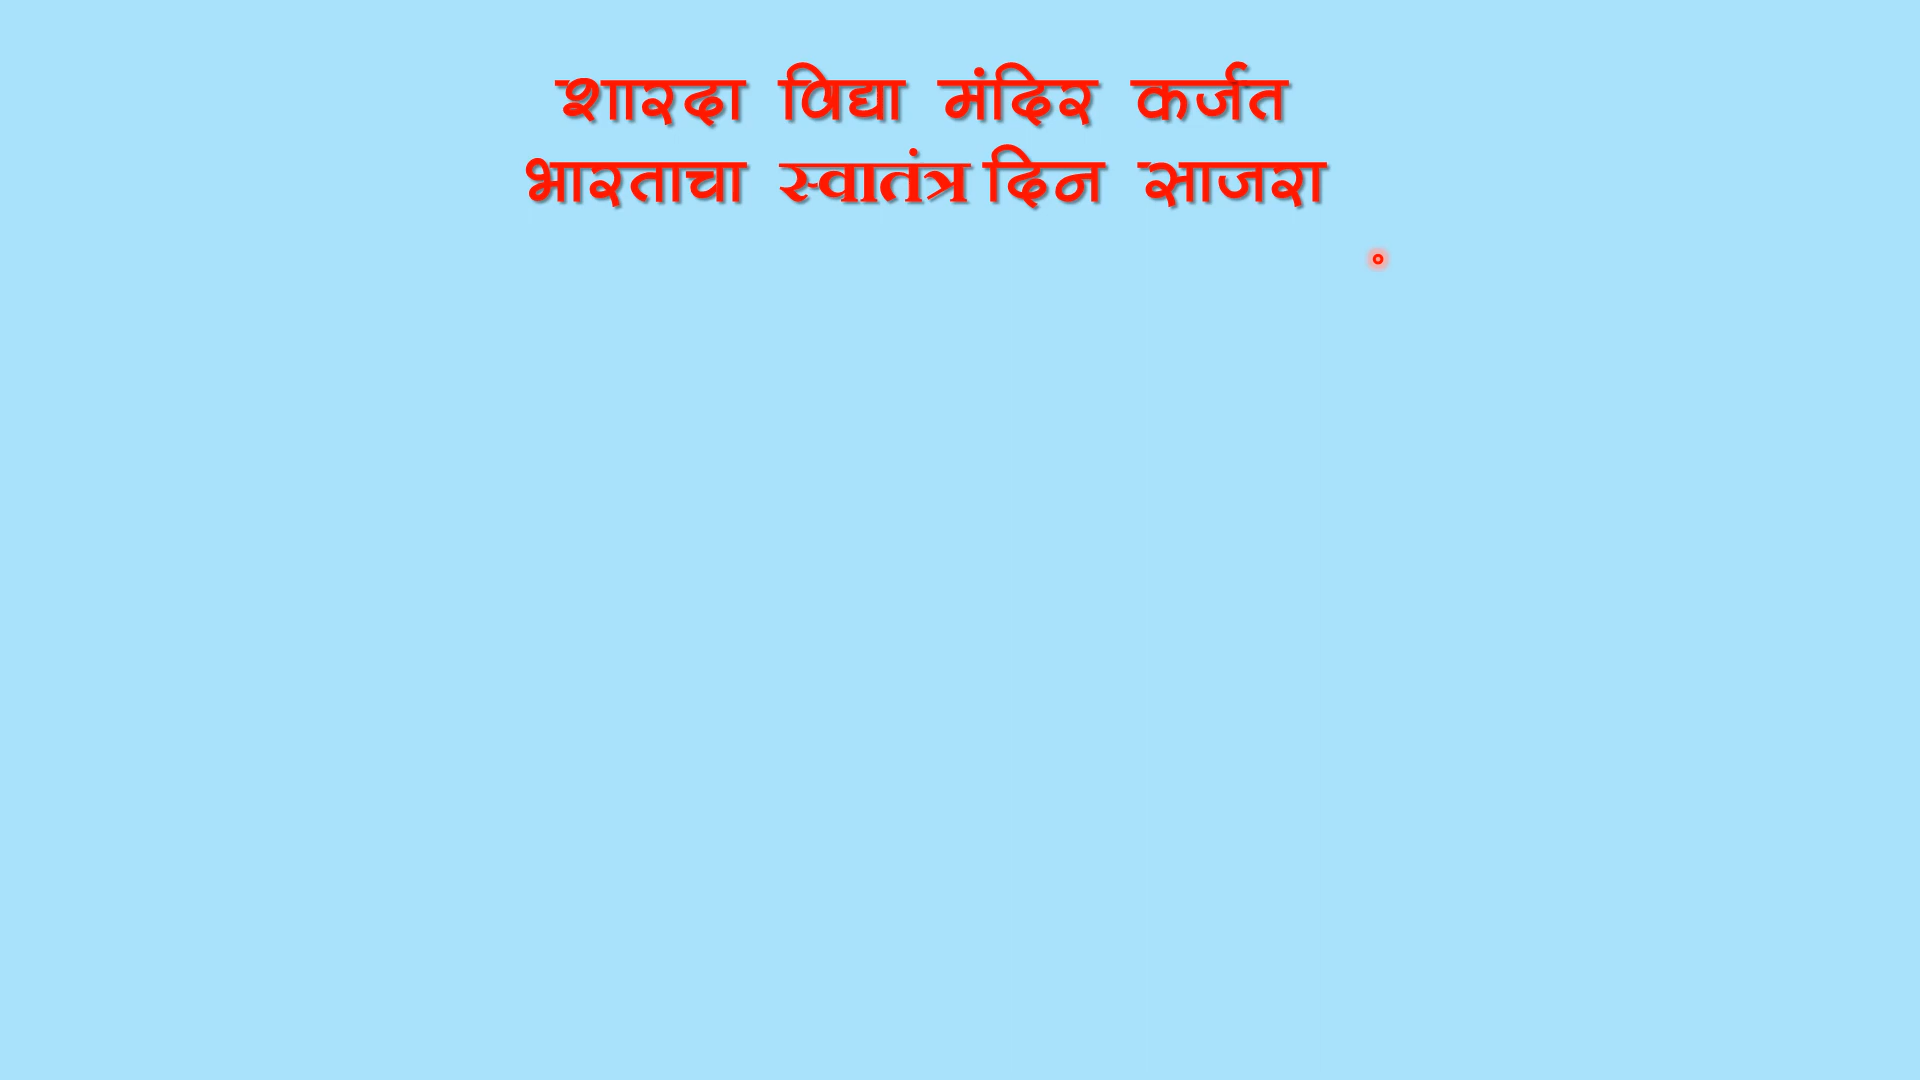 शारदा विद्या मंदिर कर्जत
भारताचा स्वातंत्र दिन साजरा